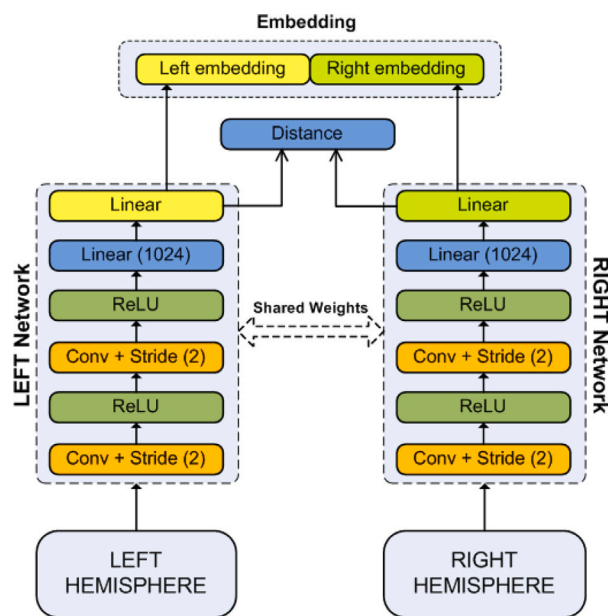 Embedding
Left embedding
Right embedding
Distance
LEFT Network
Linear
Linear (1024)
ReLU
Conv + Stride (2)
ReLU
Conv + Stride (2)
Shared Weights
RIGHT Network
Linear
Linear (1024)
ReLU
Conv + Stride (2)
ReLU
Conv + Stride (2)
LEFT
HEMISPHERE
RIGHT
HEMISPHERE